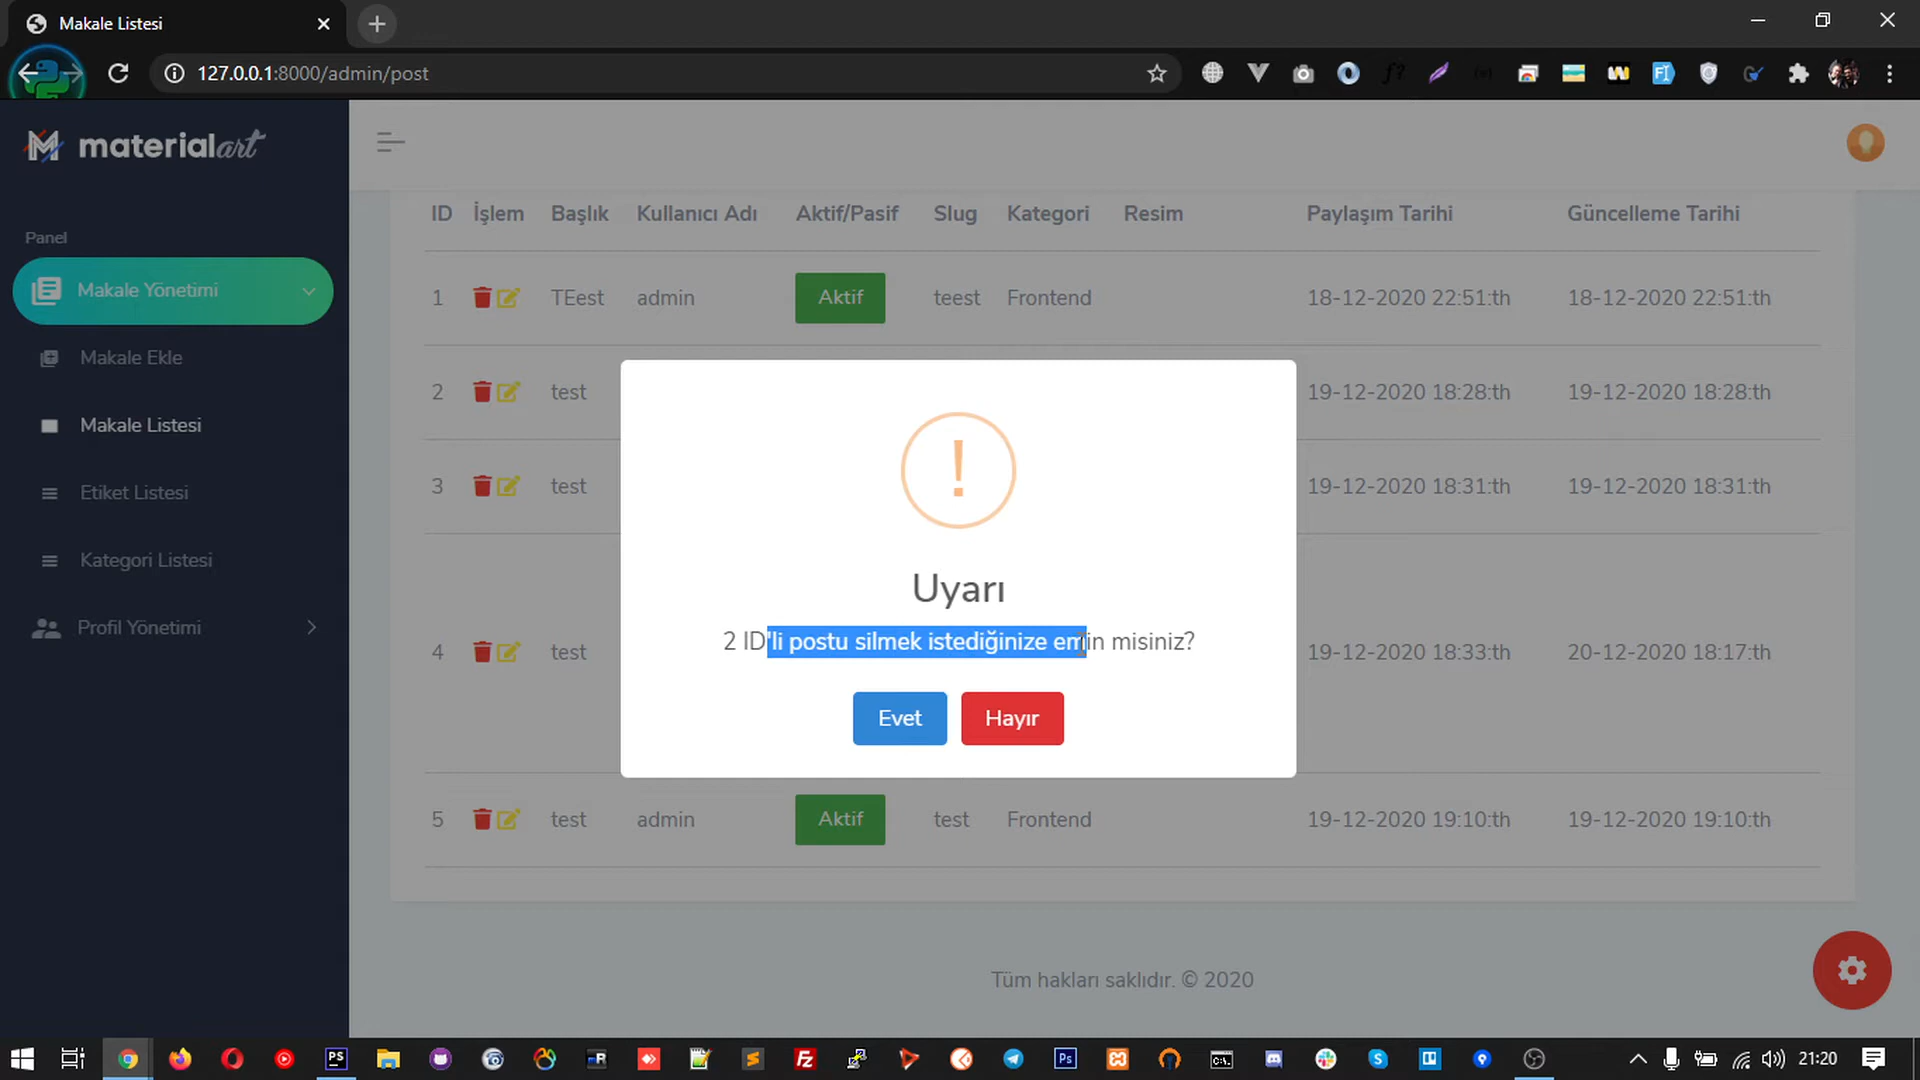 Makale Listesi
127.0.0.1:8000/admin/post
materialart
Panel
Makale Yönetimi
Makale Ekle
Makale Listesi
Etiket Listesi
Kategori Listesi
Profil Yönetimi
ID İşlem Başlık Kullanıcı Adı Aktif/Pasif Slug Kategori Resim Paylaşım Tarihi Güncelleme Tarihi
1 TEest admin Aktif teest Frontend 18-12-2020 22:51:th 18-12-2020 22:51:th
2 test 19-12-2020 18:28:th 19-12-2020 18:28:th
3 test 19-12-2020 18:31:th 19-12-2020 18:31:th
4 test 19-12-2020 18:33:th 20-12-2020 18:17:th
5 test admin Aktif test Frontend 19-12-2020 19:10:th 19-12-2020 19:10:th
!
Uyarı
2 ID'li postu silmek istediğinize emin misiniz?
Evet Hayır
Tüm hakları saklıdır. © 2020
21:20